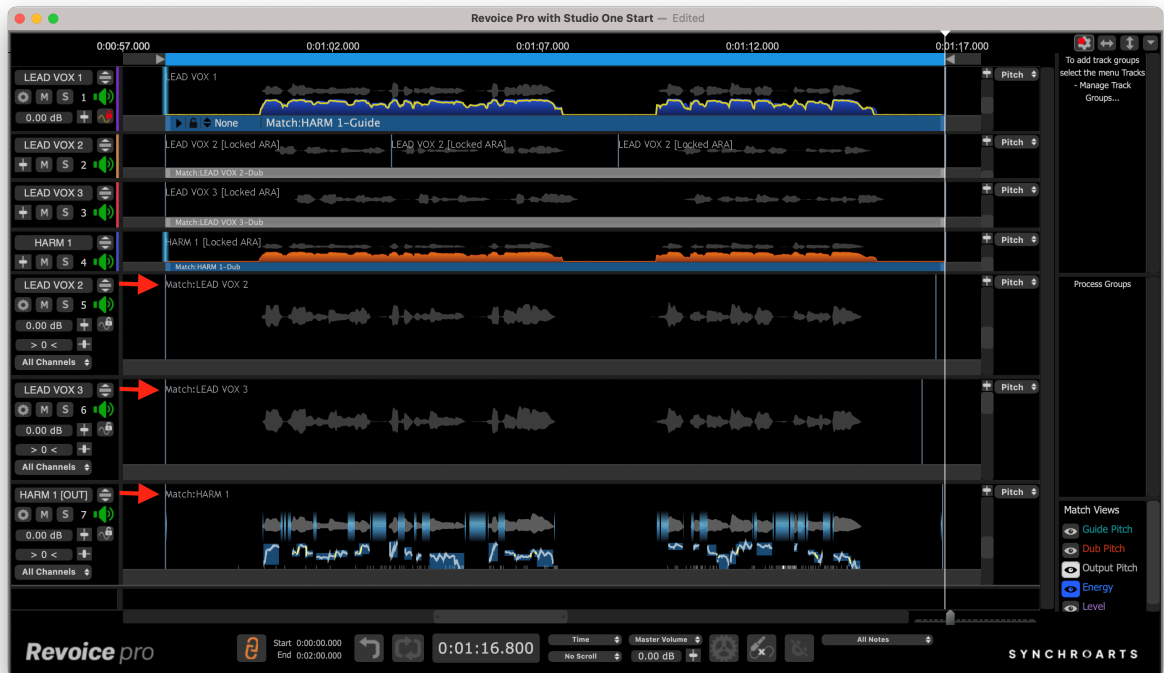 Revoice Pro with Studio One Start — Edited
0:00:57.000
0:01:02.000
0:01:07.000
0:01:12.000
0:01:17.000
To add track groups
select the menu Tracks
- Manage Track
Groups...
LEAD VOX 1
M S 1
0.00 dB
LEAD VOX 1
None
Match:HARM 1-Guide
Pitch
LEAD VOX 2
M S 2
LEAD VOX 2 [Locked ARA]
LEAD VOX 2 [Locked ARA]
LEAD VOX 2 [Locked ARA]
Match:LEAD VOX 2-Dub
Pitch
LEAD VOX 3
M S 3
LEAD VOX 3 [Locked ARA]
Match:LEAD VOX 3-Dub
Pitch
HARM 1
M S 4
HARM 1 [Locked ARA]
Match:HARM 1-Dub
Pitch
LEAD VOX 2
M S 5
0.00 dB
> 0 <
All Channels
Match:LEAD VOX 2
Pitch
Process Groups
LEAD VOX 3
M S 6
0.00 dB
> 0 <
All Channels
Match:LEAD VOX 3
Pitch
HARM 1 [OUT]
M S 7
0.00 dB
> 0 <
All Channels
Match:HARM 1
Pitch
Match Views
Guide Pitch
Dub Pitch
Output Pitch
Energy
Level
Revoice pro
Start 0:00:00.000
End 0:02:00.000
0:01:16.800
Time
No Scroll
Master Volume
0.00 dB
All Notes
SYNCHROARTS